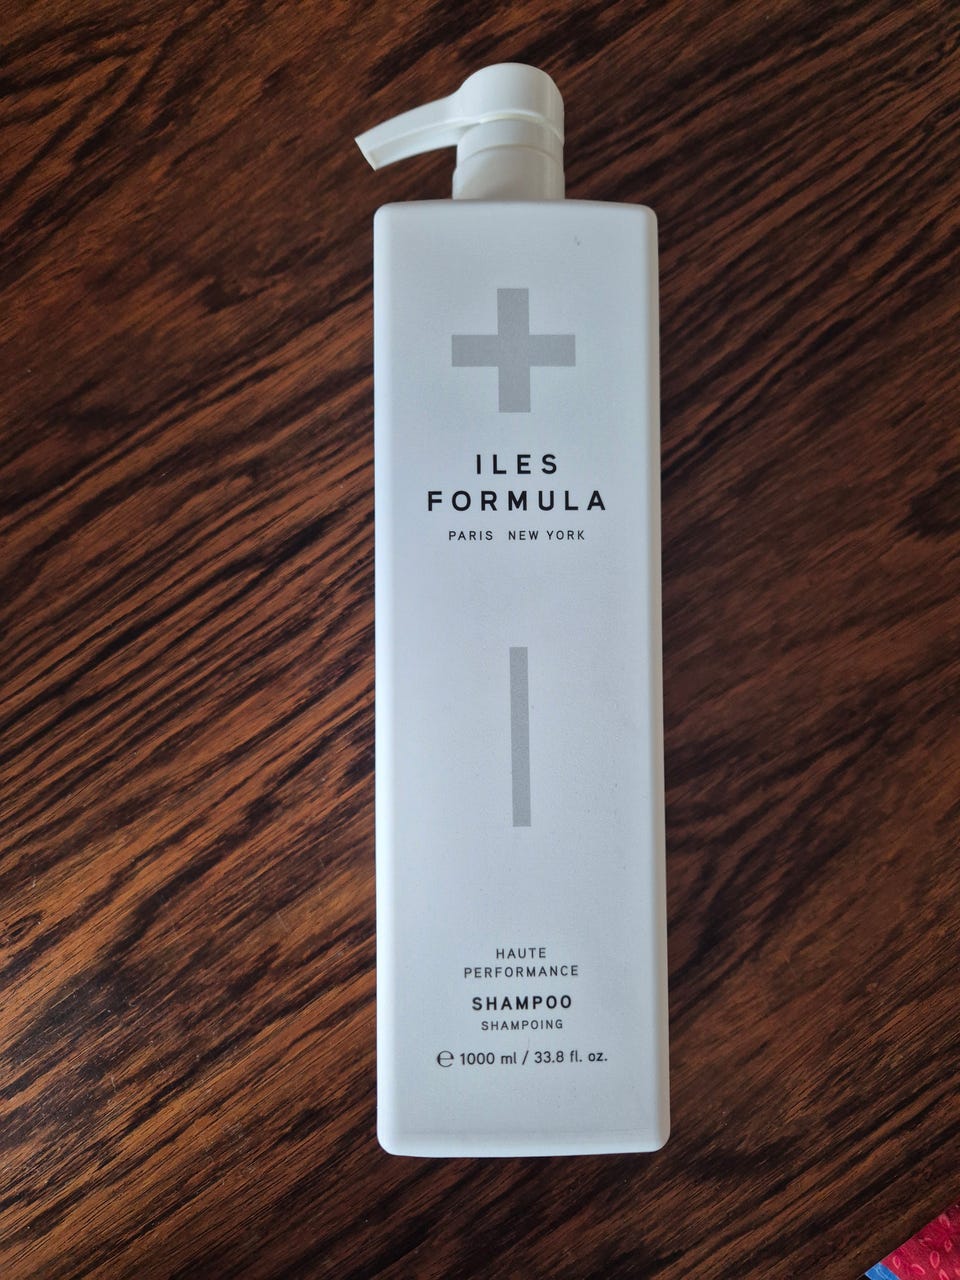 ILES
FORMULA
PARIS NEW YORK
HAUTE
PERFORMANCE
SHAMPOO
SHAMPOING
℮ 1000 ml / 33.8 fl. oz.